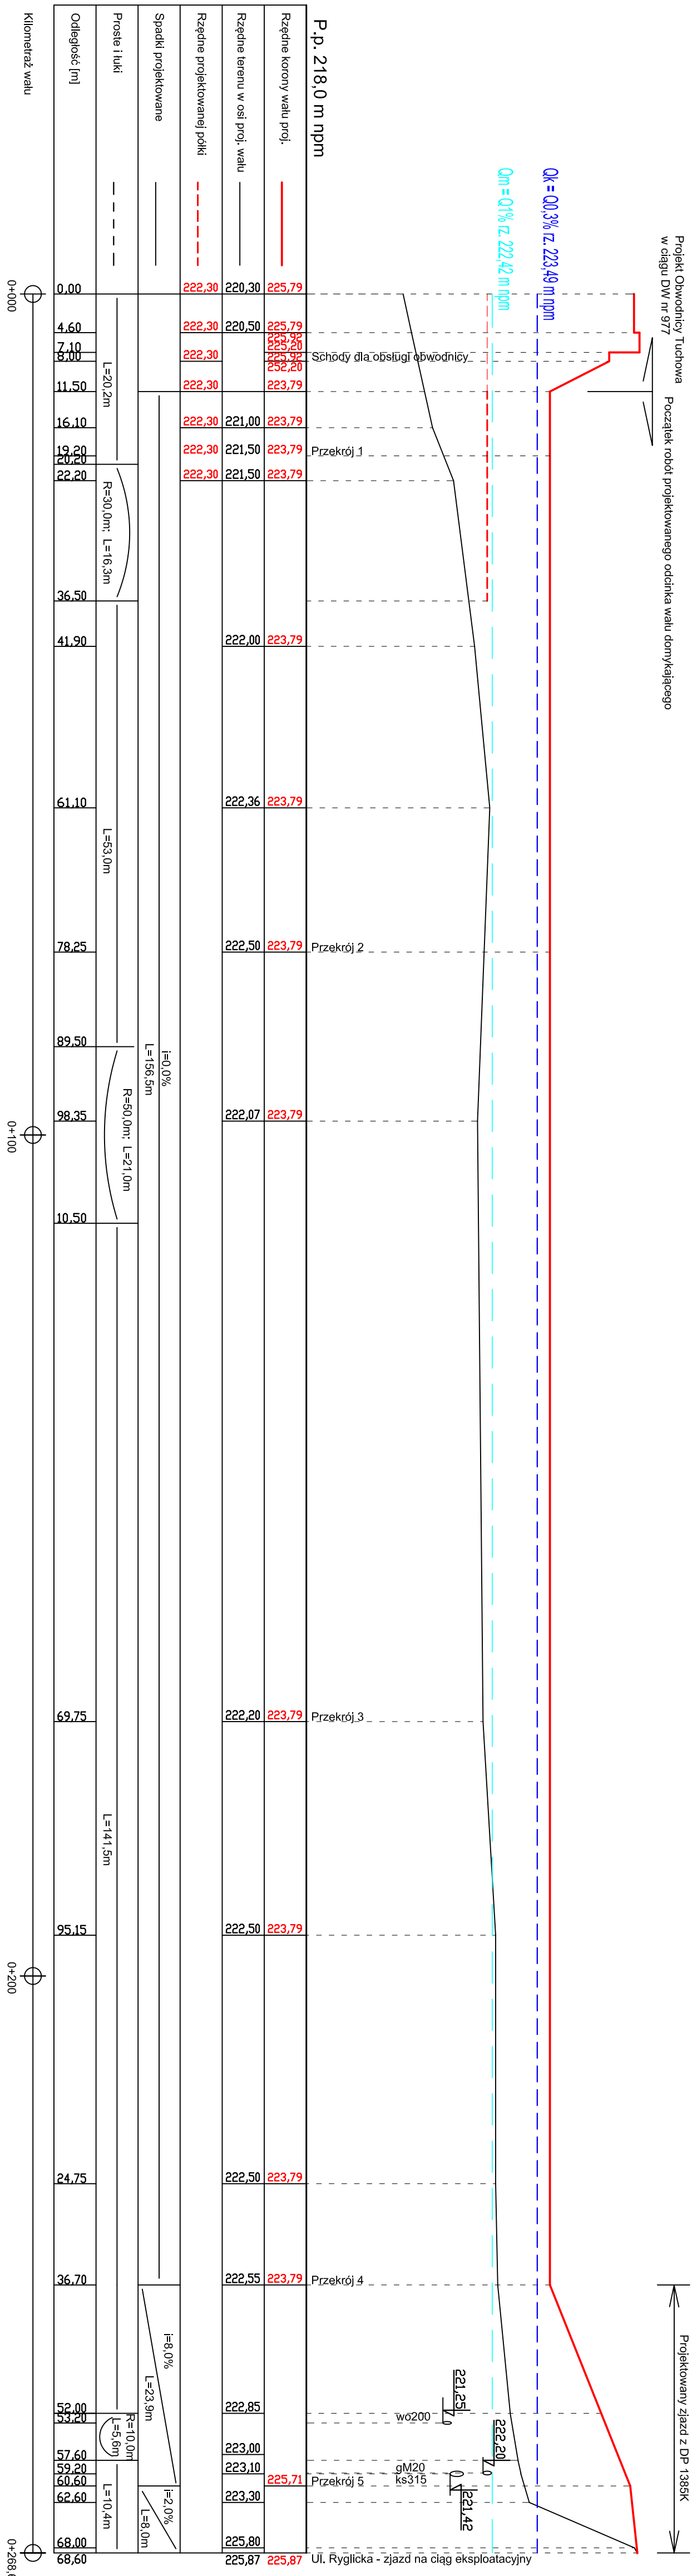 Projekt Obwodnicy Tuchowa
w ciągu DW nr 977
Początek robót projektowanego odcinka wału domykającego
Projektowany zjazd z DP 1385K
Qk = Q0,3% rz. 223,49 m npm
Qm = Q1% rz. 222,42 m npm
221,25
222,20
221,42
wo200
gM20
ks315
P.p. 218,0 m npm
Schody dla obsługi obwodnicy
Przekrój 1
Przekrój 2
Przekrój 3
Przekrój 4
Przekrój 5
Ul. Ryglicka - zjazd na ciąg eksploatacyjny
Rzędne korony wału proj.
225,79
225,79
225,92
225,20
225,92
252,20
223,79
223,79
223,79
223,79
223,79
223,79
223,79
223,79
223,79
223,79
223,79
223,79
225,71
225,87
Rzędne terenu w osi proj. wału
220,30
220,50
221,00
221,50
221,50
222,00
222,36
222,50
222,07
222,20
222,50
222,50
222,55
222,85
223,00
223,10
223,30
225,80
225,87
Rzędne projektowanej półki
222,30
222,30
222,30
222,30
222,30
222,30
222,30
Spadki projektowane
i=0,0%
L=156,5m
i=8,0%
L=23,9m
i=2,0%
L=8,0m
Proste i łuki
L=20,2m
R=30,0m; L=16,3m
L=53,0m
R=50,0m; L=21,0m
L=141,5m
R=10,0m
L=5,6m
L=10,4m
Odległość [m]
0.00
4.60
7.10
8.00
11.50
16.10
19.20
20.20
22.20
36.50
41.90
61.10
78.25
89.50
98.35
10.50
69.75
95.15
24.75
36.70
52.00
53.20
57.60
59.20
60.60
62.60
68.00
68.60
Kilometraż wału
0+000
0+100
0+200